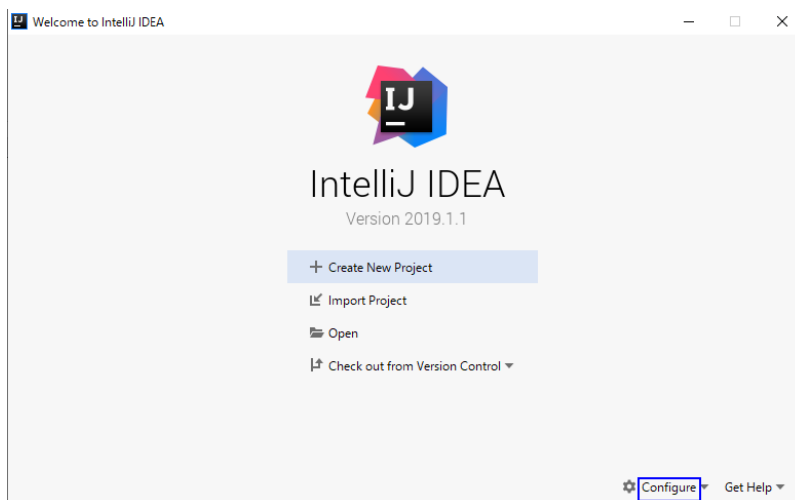 Welcome to IntelliJ IDEA
IJ
IntelliJ IDEA
Version 2019.1.1
Create New Project
Import Project
Open
Check out from Version Control
Configure Get Help